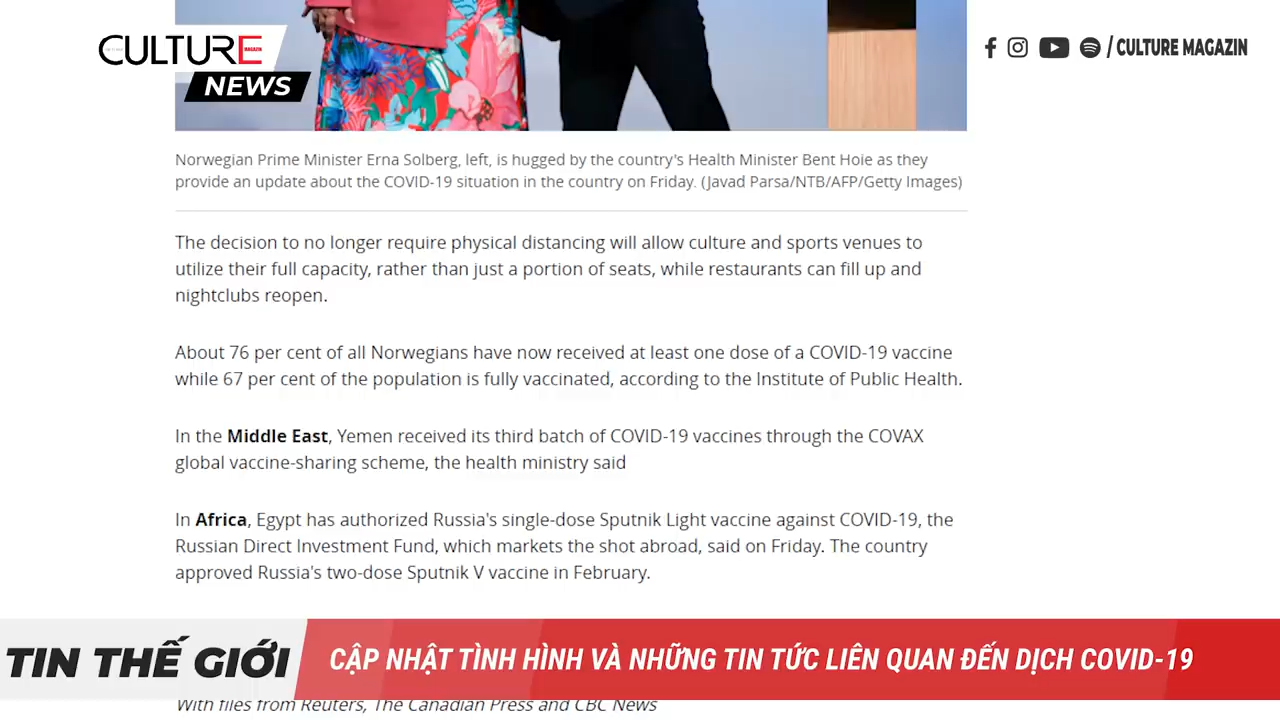 CULTURE
MAGAZIN
NEWS
/ CULTURE MAGAZIN
Norwegian Prime Minister Erna Solberg, left, is hugged by the country's Health Minister Bent Hoie as they
provide an update about the COVID-19 situation in the country on Friday. (Javad Parsa/NTB/AFP/Getty Images)
The decision to no longer require physical distancing will allow culture and sports venues to
utilize their full capacity, rather than just a portion of seats, while restaurants can fill up and
nightclubs reopen.
About 76 per cent of all Norwegians have now received at least one dose of a COVID-19 vaccine
while 67 per cent of the population is fully vaccinated, according to the Institute of Public Health.
In the Middle East, Yemen received its third batch of COVID-19 vaccines through the COVAX
global vaccine-sharing scheme, the health ministry said
In Africa, Egypt has authorized Russia's single-dose Sputnik Light vaccine against COVID-19, the
Russian Direct Investment Fund, which markets the shot abroad, said on Friday. The country
approved Russia's two-dose Sputnik V vaccine in February.
TIN THẾ GIỚI
CẬP NHẬT TÌNH HÌNH VÀ NHỮNG TIN TỨC LIÊN QUAN ĐẾN DỊCH COVID-19
With files from Reuters, The Canadian Press and CBC News